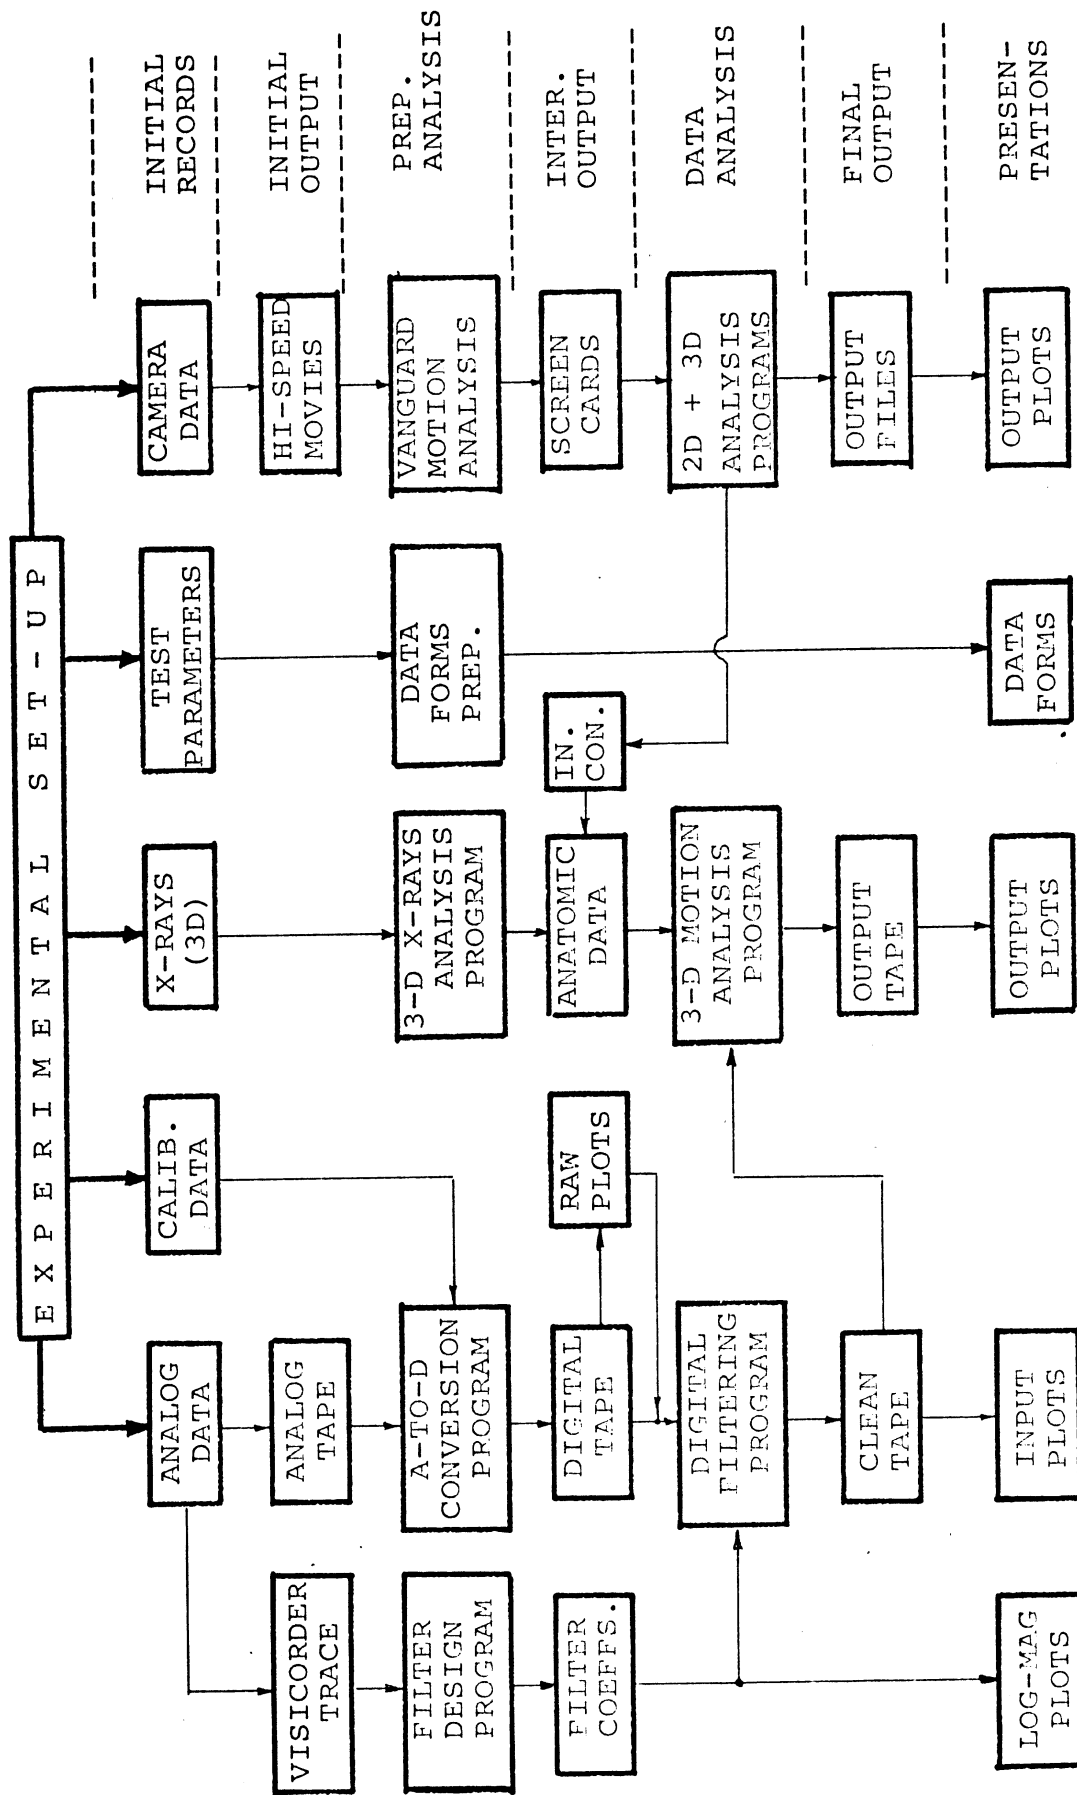 EXPERIMENTAL SET-UP
ANALOG
DATA
CALIB.
DATA
X-RAYS
(3D)
TEST
PARAMETERS
CAMERA
DATA
INITIAL
RECORDS
VISICORDER
TRACE
ANALOG
TAPE
HI-SPEED
MOVIES
INITIAL
OUTPUT
FILTER
DESIGN
PROGRAM
A-TO-D
CONVERSION
PROGRAM
3-D X-RAYS
ANALYSIS
PROGRAM
DATA
FORMS
PREP.
VANGUARD
MOTION
ANALYSIS
PREP.
ANALYSIS
FILTER
COEFFS.
DIGITAL
TAPE
RAW
PLOTS
ANATOMIC
DATA
IN.
CON.
SCREEN
CARDS
INTER.
OUTPUT
DIGITAL
FILTERING
PROGRAM
3-D MOTION
ANALYSIS
PROGRAM
2D + 3D
ANALYSIS
PROGRAMS
DATA
ANALYSIS
CLEAN
TAPE
OUTPUT
TAPE
OUTPUT
FILES
FINAL
OUTPUT
LOG-MAG
PLOTS
INPUT
PLOTS
OUTPUT
PLOTS
DATA
FORMS
OUTPUT
PLOTS
PRESEN-
TATIONS